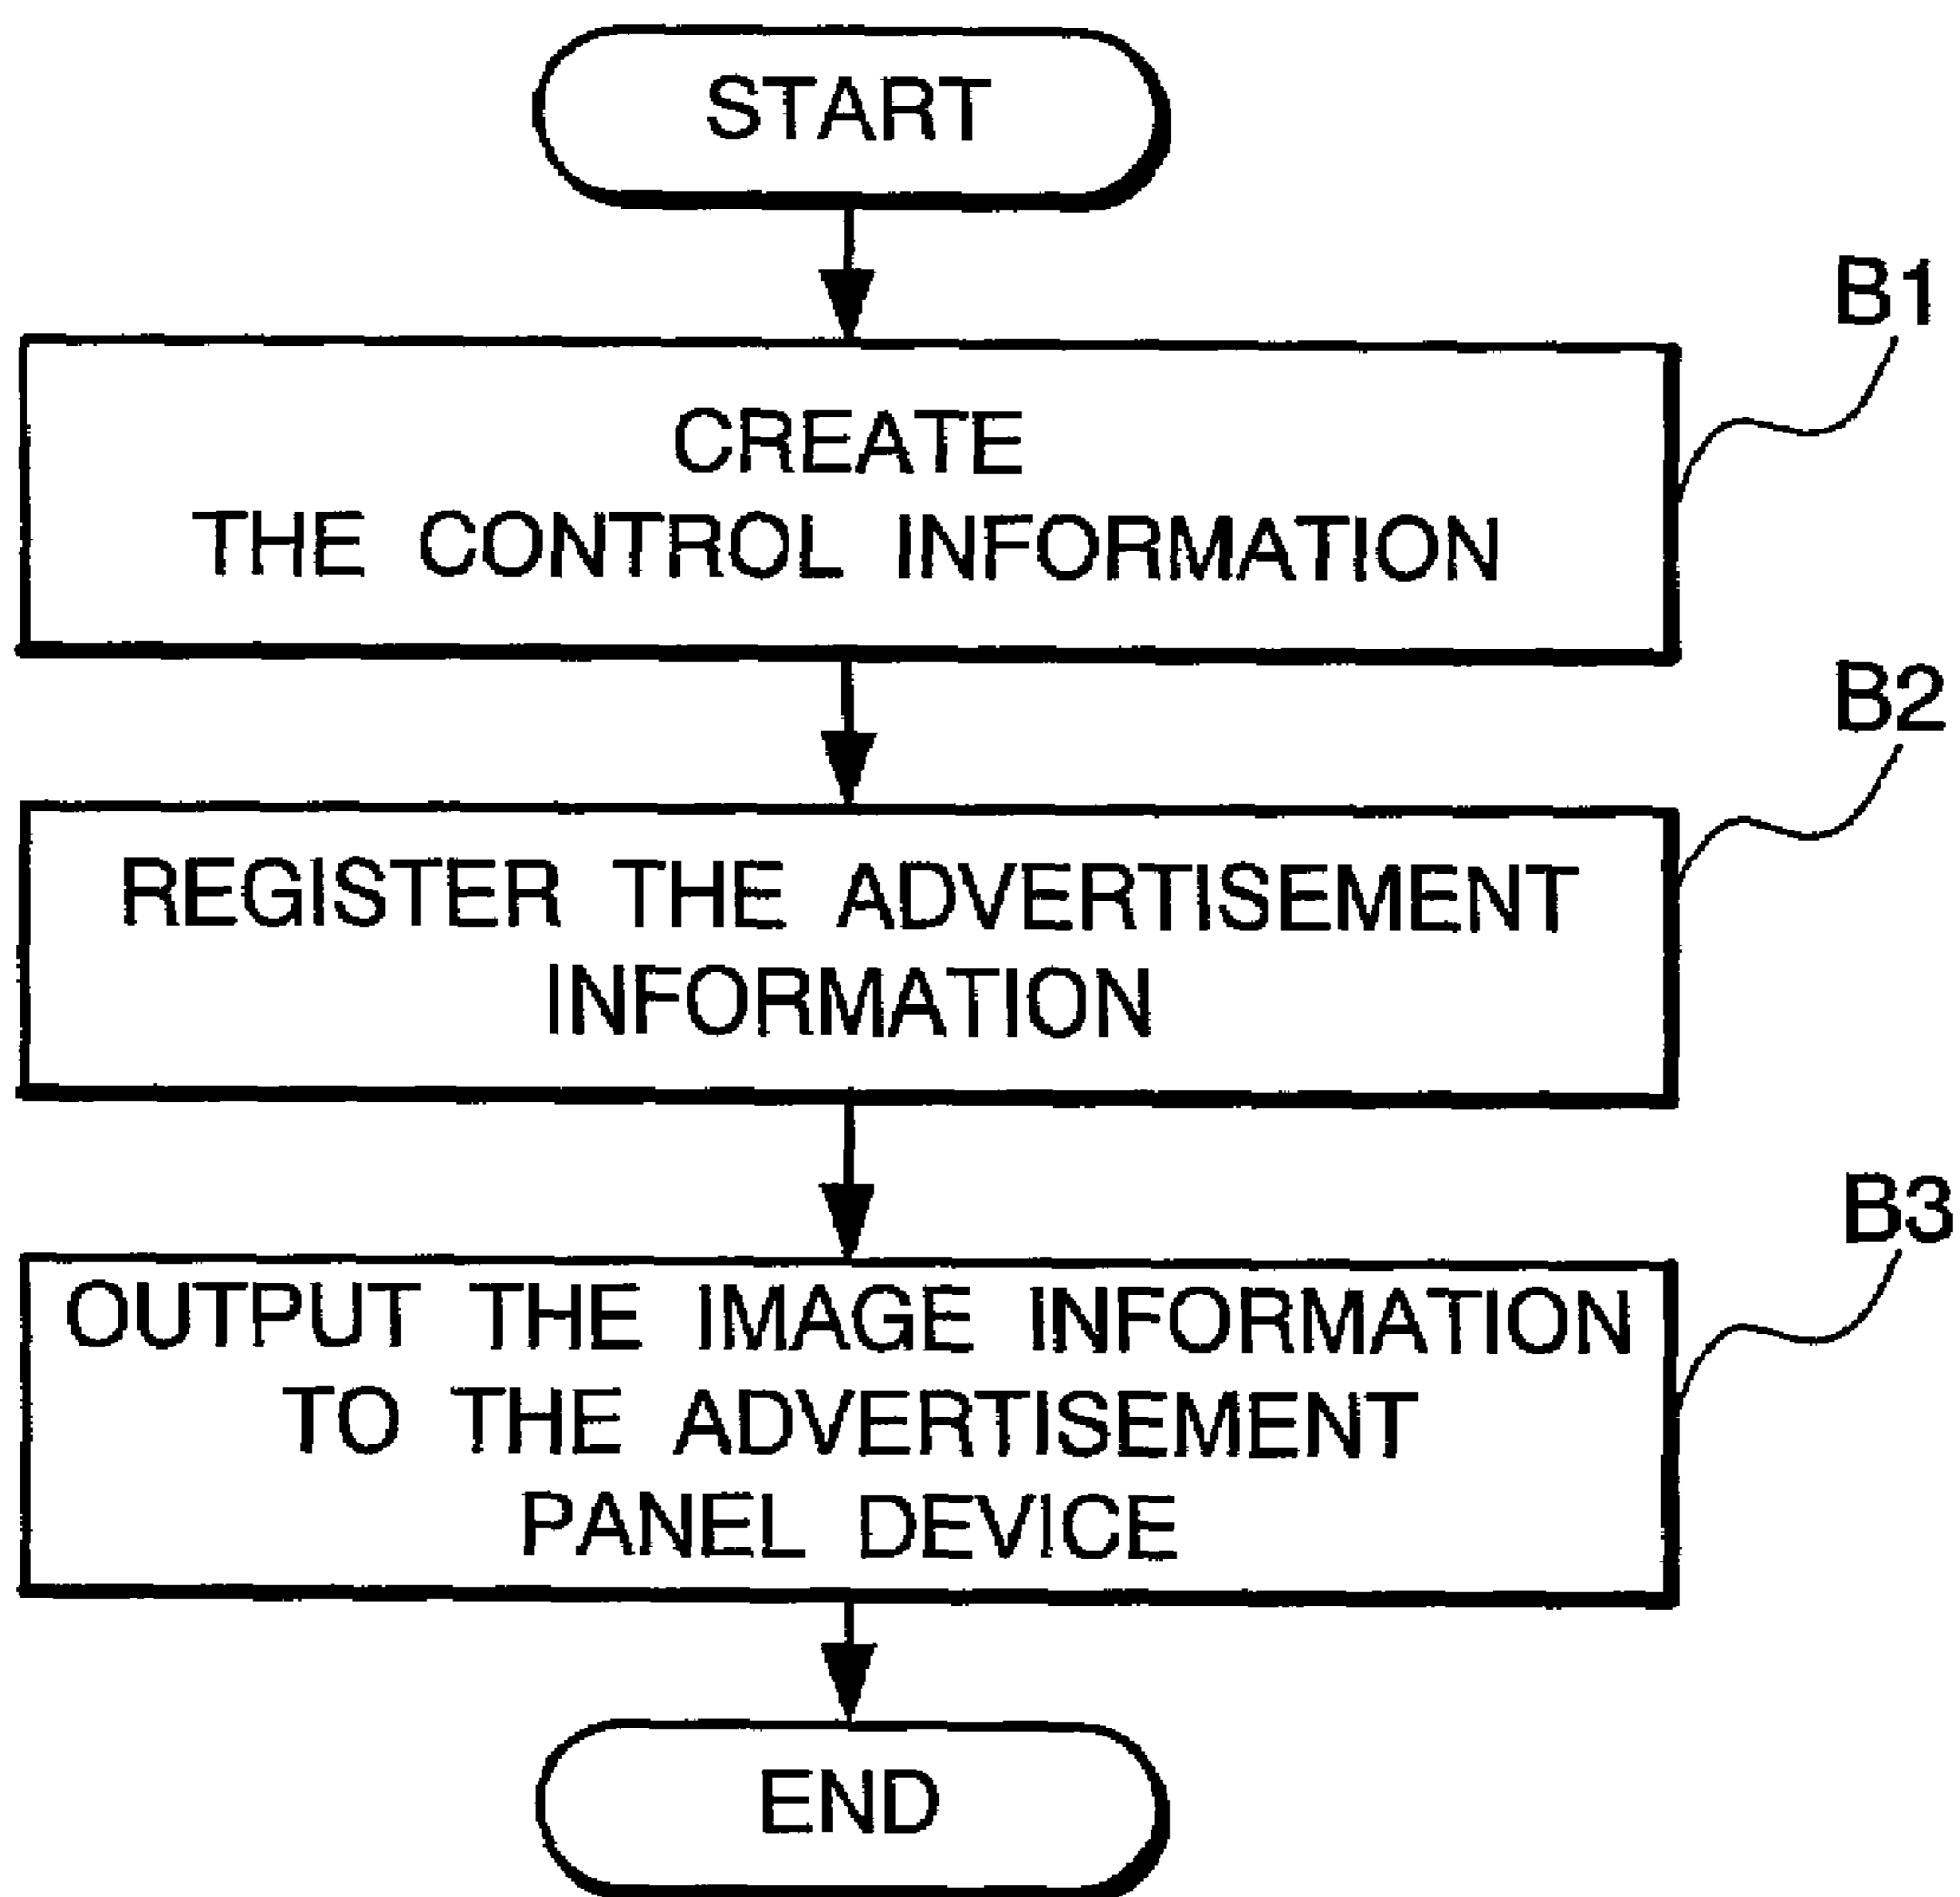 START
B1
CREATE
THE CONTROL INFORMATION
B2
REGISTER THE ADVERTISEMENT
INFORMATION
B3
OUTPUT THE IMAGE INFORMATION
TO THE ADVERTISEMENT
PANEL DEVICE
END